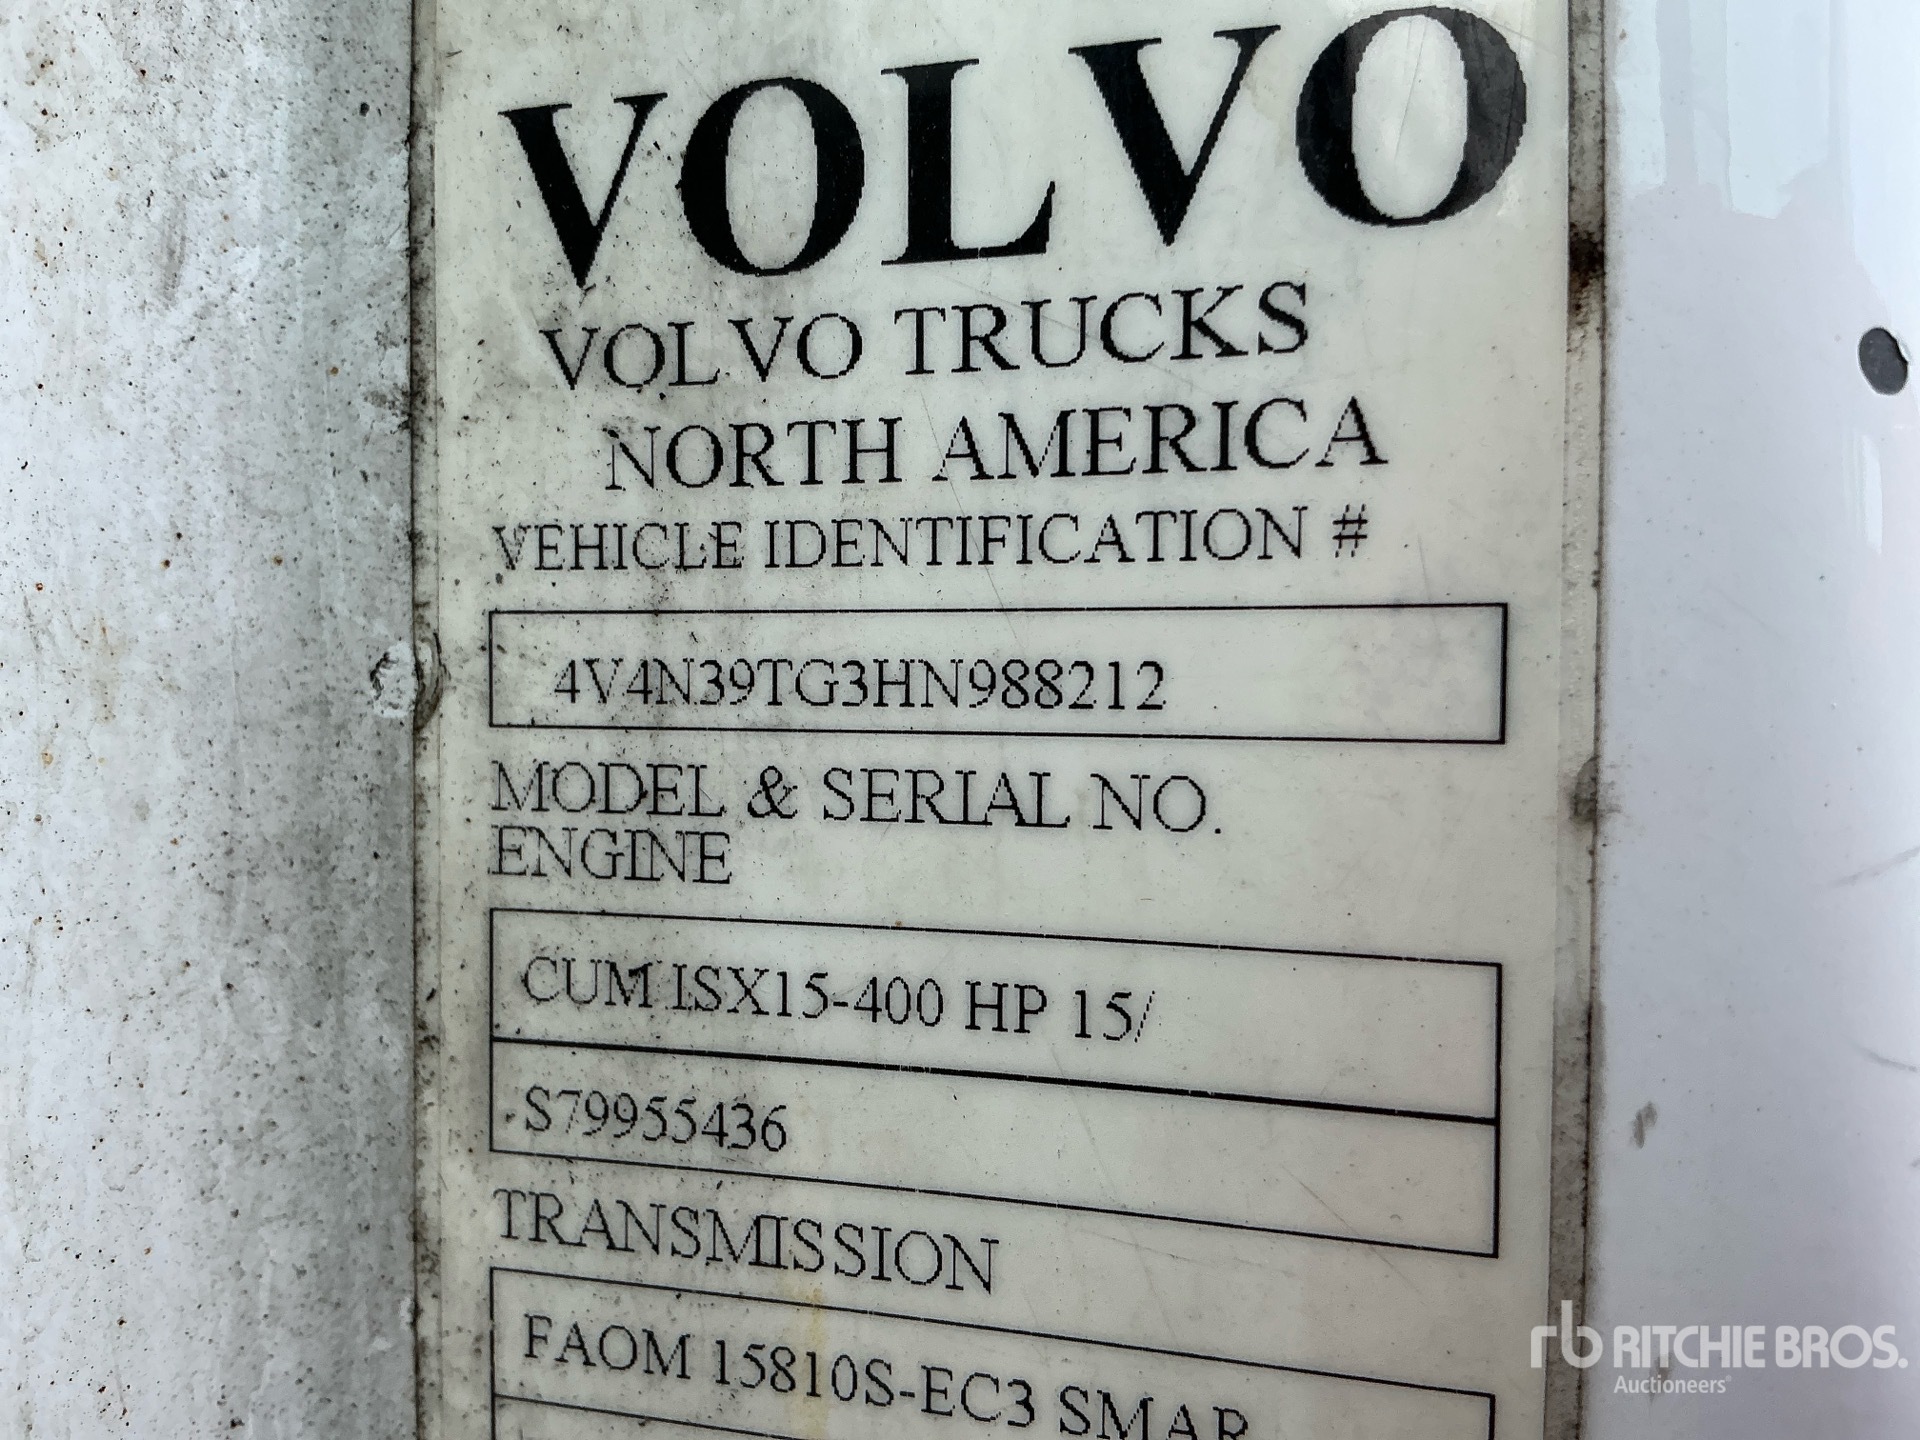 VOLVO
VOLVO TRUCKS
NORTH AMERICA
VEHICLE IDENTIFICATION #
4V4N39TG3HN988212
MODEL & SERIAL NO.
ENGINE
CUM ISX15-400 HP 15/
S79955436
TRANSMISSION
FAOM 15810S-EC3 SMAR
rb RITCHIE BROS.
Auctioneers